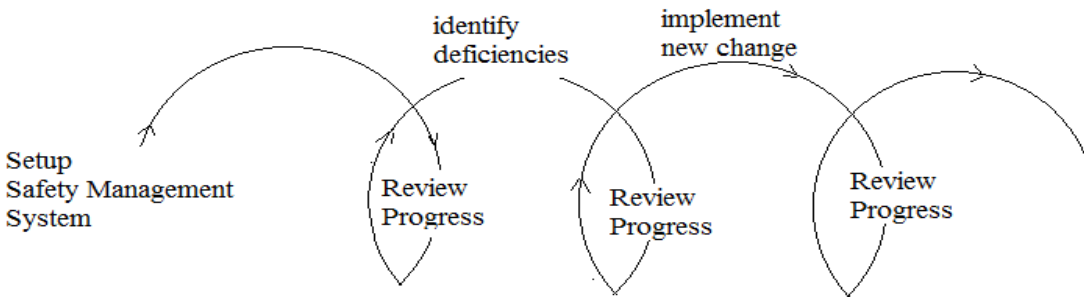 identify
deficiencies
implement
new change
Setup
Safety Management
System
Review
Progress
Review
Progress
Review
Progress